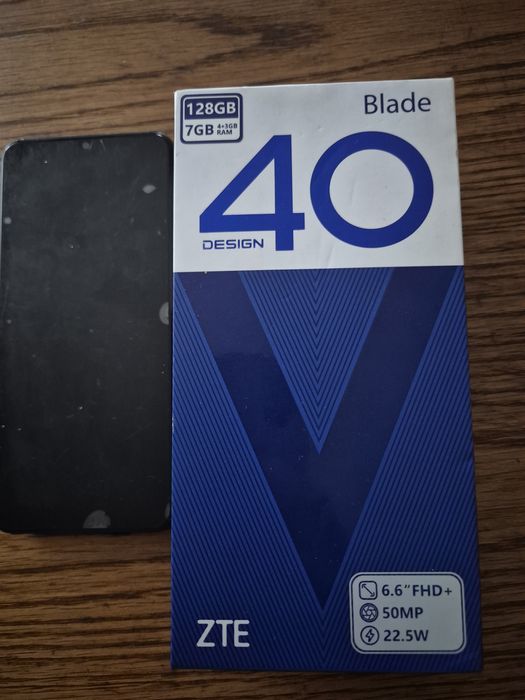 128GB
7GB 4+3GB RAM
Blade
40
DESIGN
V
ZTE
6.6" FHD+
50MP
22.5W